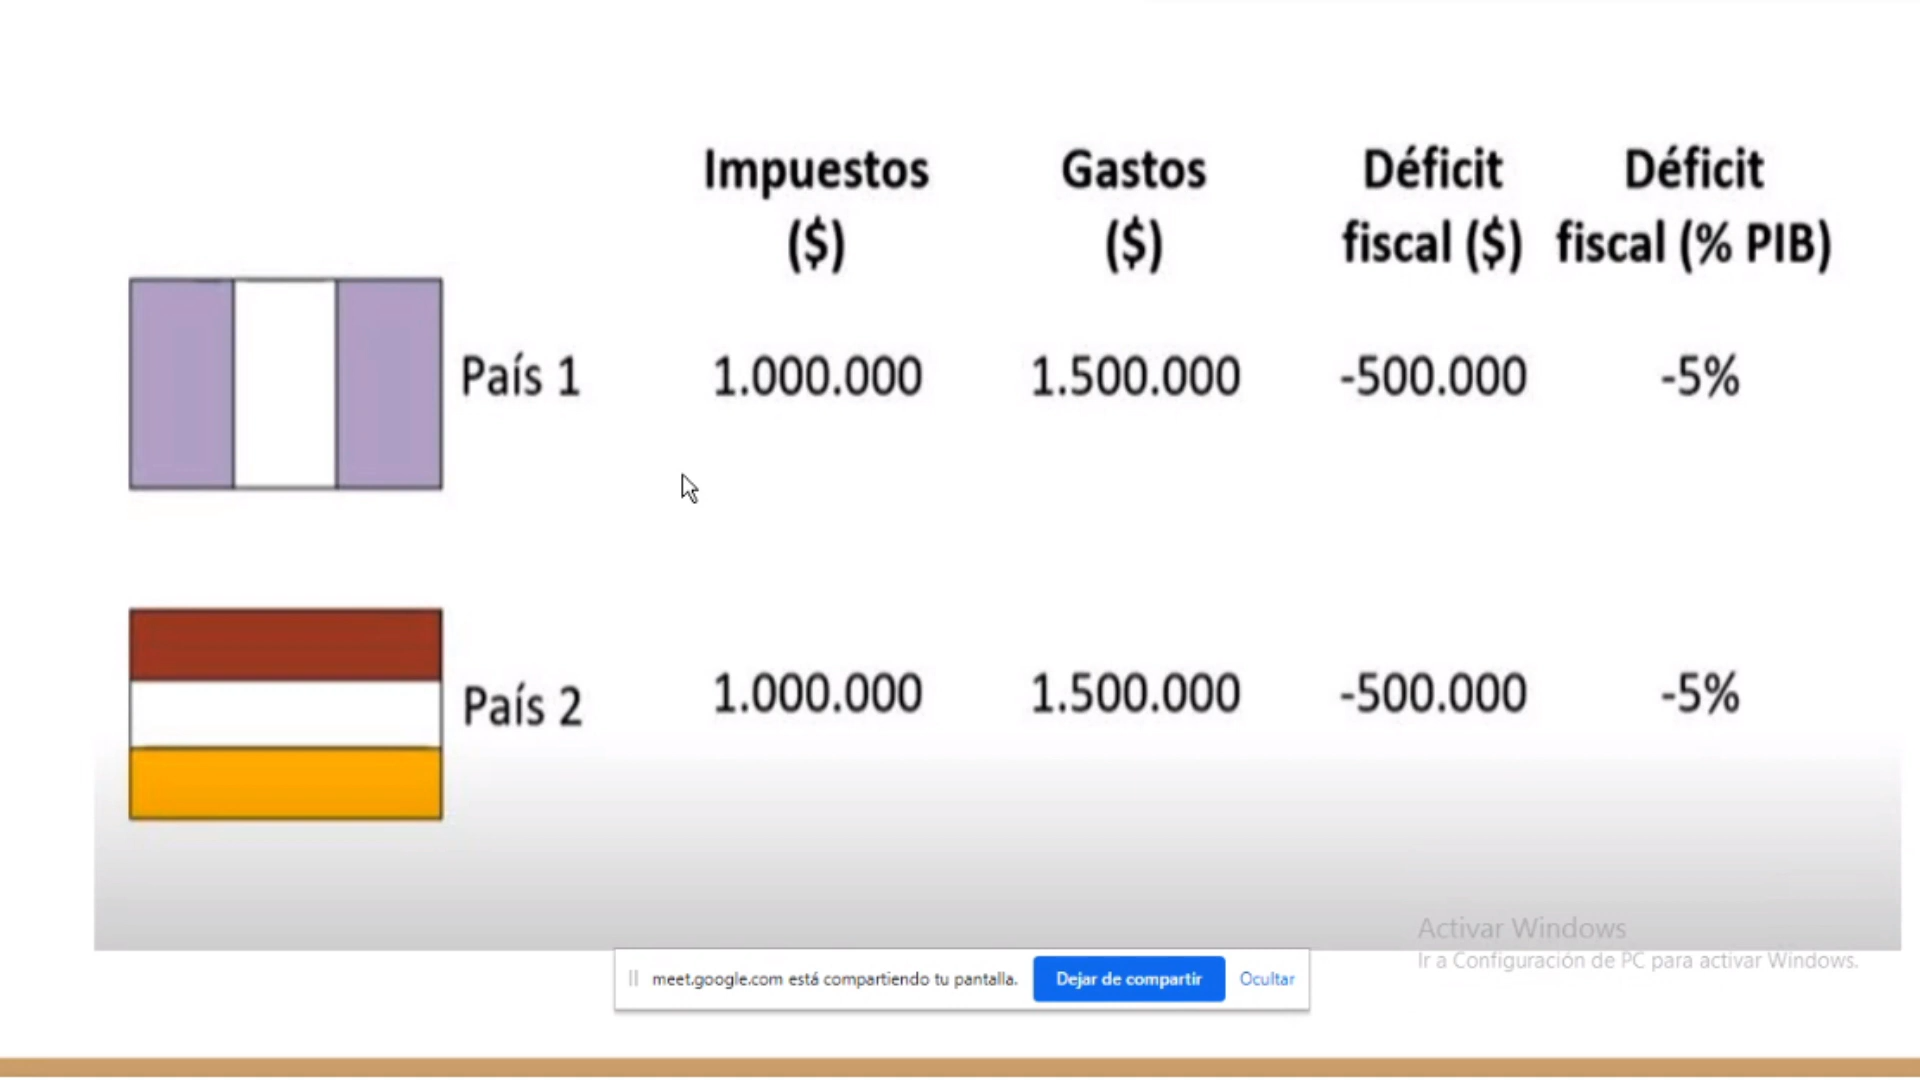 Impuestos ($) Gastos ($) Déficit fiscal ($) Déficit fiscal (% PIB)
País 1 1.000.000 1.500.000 -500.000 -5%
País 2 1.000.000 1.500.000 -500.000 -5%
Activar Windows
Ir a Configuración de PC para activar Windows.
meet.google.com está compartiendo tu pantalla. Dejar de compartir Ocultar